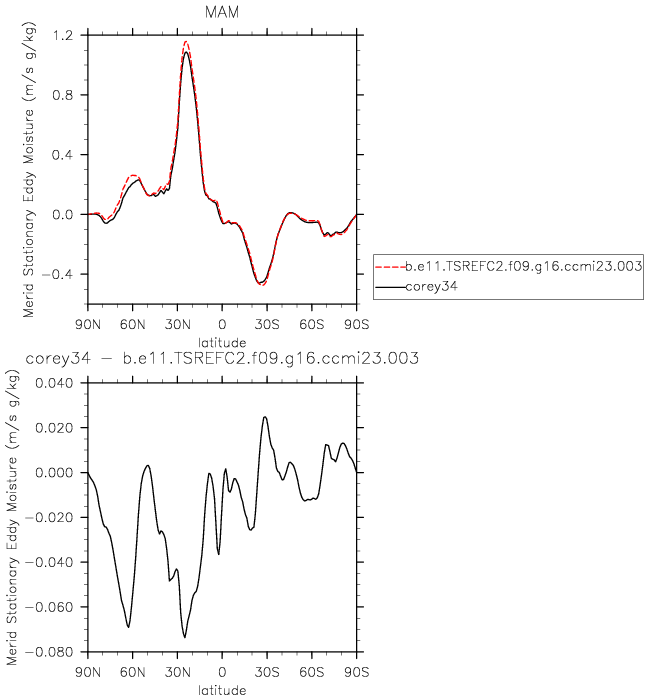 MAM
Merid Stationary Eddy Moisture (m/s g/kg)
1.2
0.8
0.4
0.0
−0.4
90N 60N 30N 0 30S 60S 90S
latitude
b.e11.TSREFC2.f09.g16.ccmi23.003
corey34
corey34 − b.e11.TSREFC2.f09.g16.ccmi23.003
Merid Stationary Eddy Moisture (m/s g/kg)
0.040
0.020
0.000
−0.020
−0.040
−0.060
−0.080
90N 60N 30N 0 30S 60S 90S
latitude